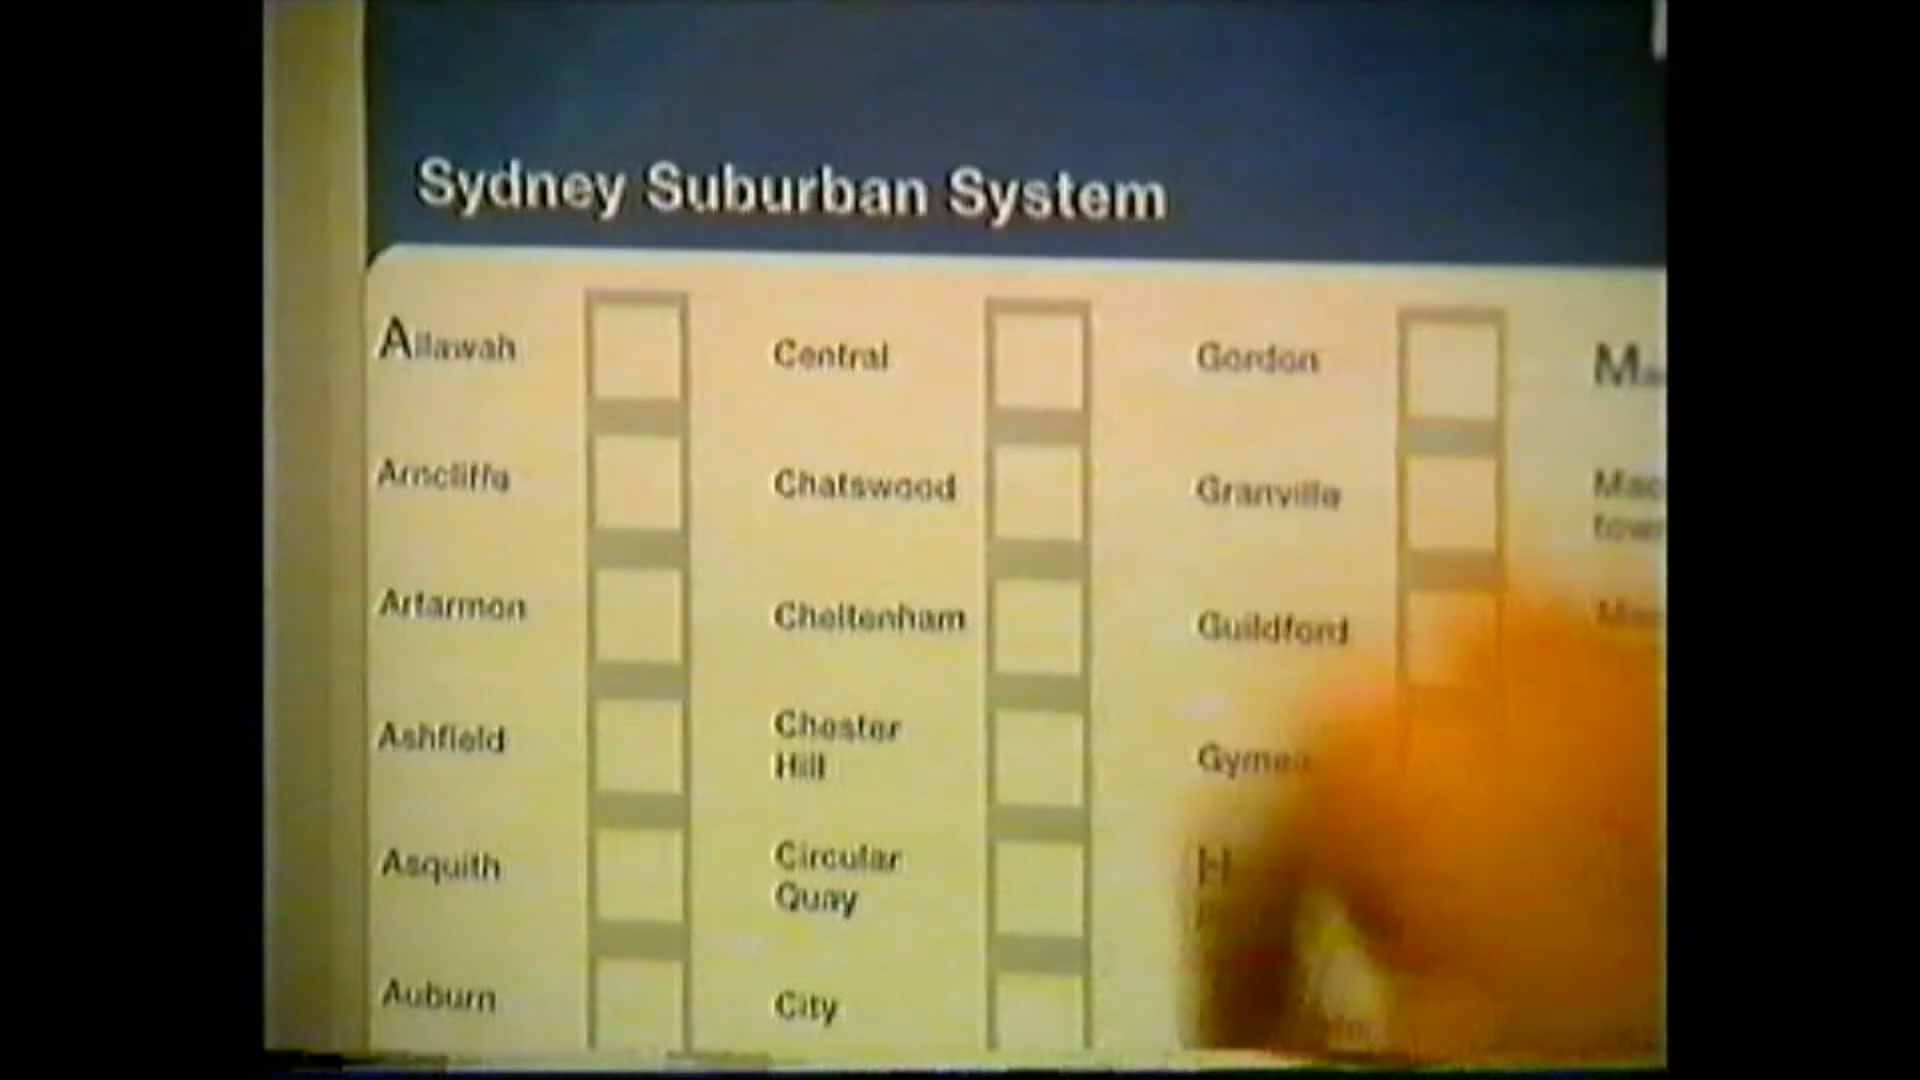 Sydney Suburban System
Allawah
Arncliffe
Artarmon
Ashfield
Asquith
Auburn
Central
Chatswood
Cheltenham
Chester
Hill
Circular
Quay
City
Gordon
Granville
Guildford
Gymea